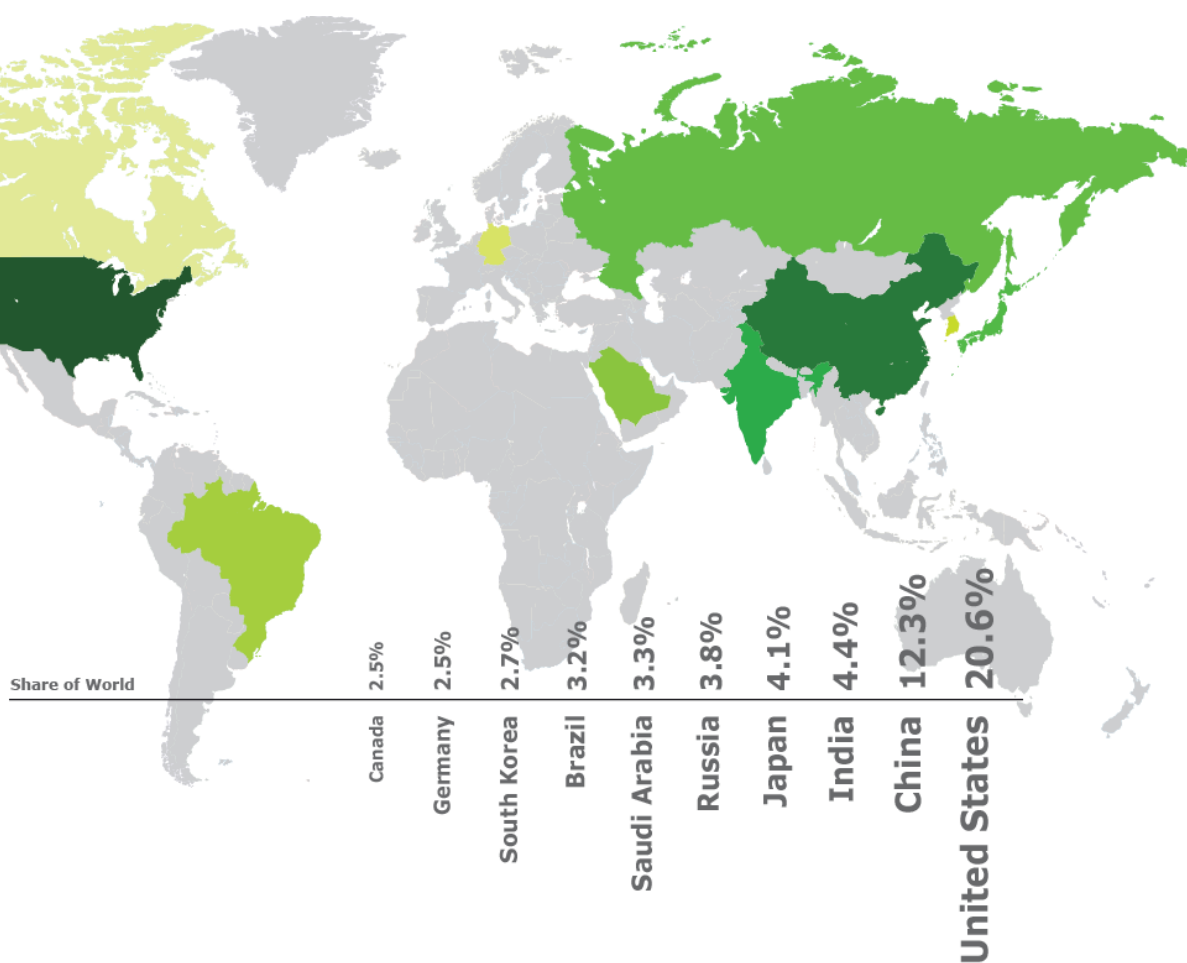 Share of World
2.5%
2.5%
2.7%
3.2%
3.3%
3.8%
4.1%
4.4%
12.3%
20.6%
Canada
Germany
South Korea
Brazil
Saudi Arabia
Russia
Japan
India
China
United States